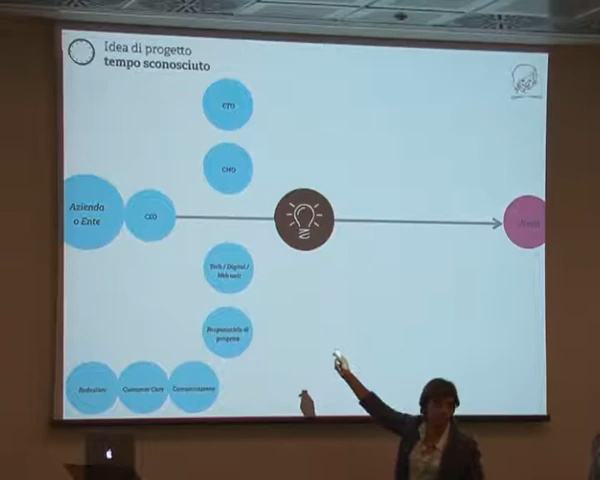 Idea di progetto
tempo sconosciuto
CTO
CMO
Azienda
o Ente
CEO
Tech / Digital /
Web unit
Responsabile di
progetto
Redazione
Customer Care
Comunicazione